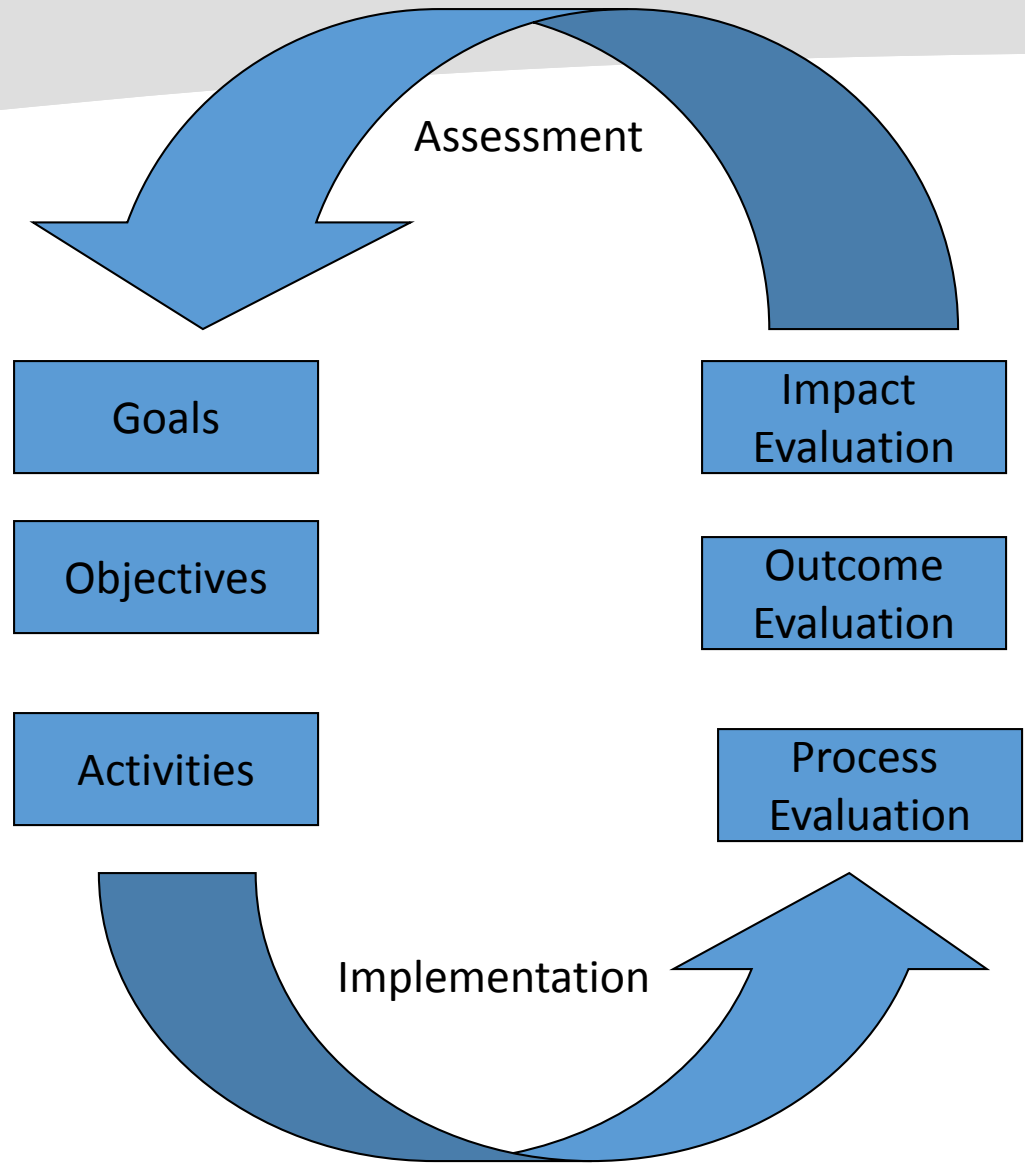 Assessment
Goals
Impact
Evaluation
Objectives
Outcome
Evaluation
Activities
Process
Evaluation
Implementation